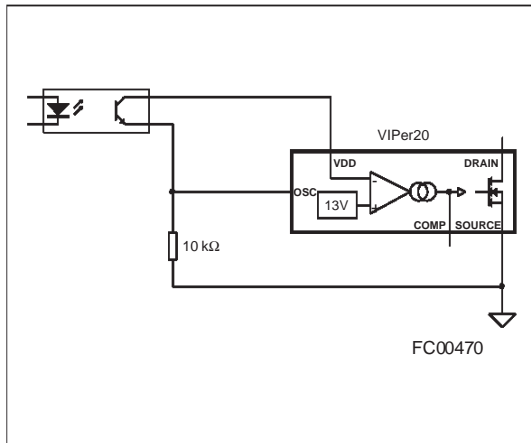 VIPer20
VDD
DRAIN
OSC
-
13V
+
COMP
SOURCE
10 kΩ
FC00470